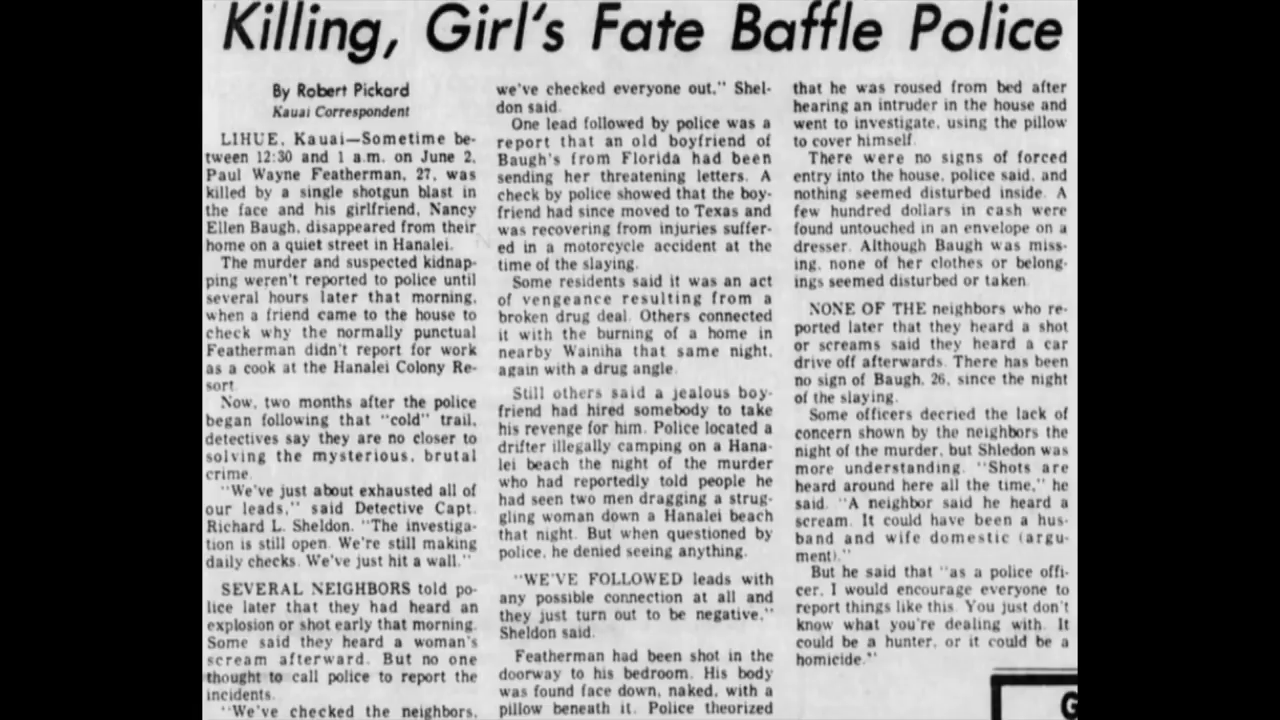 Killing, Girl's Fate Baffle Police
By Robert Pickard
Kauai Correspondent
LIHUE, Kauai—Sometime be-
tween 12:30 and 1 a.m. on June 2,
Paul Wayne Featherman, 27, was
killed by a single shotgun blast in
the face and his girlfriend, Nancy
Ellen Baugh, disappeared from their
home on a quiet street in Hanalei.
The murder and suspected kidnap-
ping weren't reported to police until
several hours later that morning,
when a friend came to the house to
check why the normally punctual
Featherman didn't report for work
as a cook at the Hanalei Colony Re-
sort.
Now, two months after the police
began following that "cold" trail,
detectives say they are no closer to
solving the mysterious, brutal
crime.
"We've just about exhausted all of
our leads," said Detective Capt.
Richard L. Sheldon. "The investiga-
tion is still open. We're still making
daily checks. We've just hit a wall."
SEVERAL NEIGHBORS told po-
lice later that they had heard an
explosion or shot early that morning.
Some said they heard a woman's
scream afterward. But no one
thought to call police to report the
incidents.
"We've checked the neighbors,
we've checked everyone out," Shel-
don said.
One lead followed by police was a
report that an old boyfriend of
Baugh's from Florida had been
sending her threatening letters. A
check by police showed that the boy-
friend had since moved to Texas and
was recovering from injuries suffer-
ed in a motorcycle accident at the
time of the slaying.
Some residents said it was an act
of vengeance resulting from a
broken drug deal. Others connected
it with the burning of a home in
nearby Wainiha that same night,
again with a drug angle.
Still others said a jealous boy-
friend had hired somebody to take
his revenge for him. Police located a
drifter illegally camping on a Hana-
lei beach the night of the murder
who had reportedly told people he
had seen two men dragging a strug-
gling woman down a Hanalei beach
that night. But when questioned by
police, he denied seeing anything.
"WE'VE FOLLOWED leads with
any possible connection at all and
they just turn out to be negative,"
Sheldon said.
Featherman had been shot in the
doorway to his bedroom. His body
was found face down, naked, with a
pillow beneath it. Police theorized
that he was roused from bed after
hearing an intruder in the house and
went to investigate, using the pillow
to cover himself.
There were no signs of forced
entry into the house, police said, and
nothing seemed disturbed inside. A
few hundred dollars in cash were
found untouched in an envelope on a
dresser. Although Baugh was miss-
ing, none of her clothes or belong-
ings seemed disturbed or taken.
NONE OF THE neighbors who re-
ported later that they heard a shot
or screams said they heard a car
drive off afterwards. There has been
no sign of Baugh, 26, since the night
of the slaying.
Some officers decried the lack of
concern shown by the neighbors the
night of the murder, but Shledon was
more understanding. "Shots are
heard around here all the time," he
said. "A neighbor said he heard a
scream. It could have been a hus-
band and wife domestic (argu-
ment)."
But he said that "as a police offi-
cer, I would encourage everyone to
report things like this. You just don't
know what you're dealing with. It
could be a hunter, or it could be a
homicide."
G